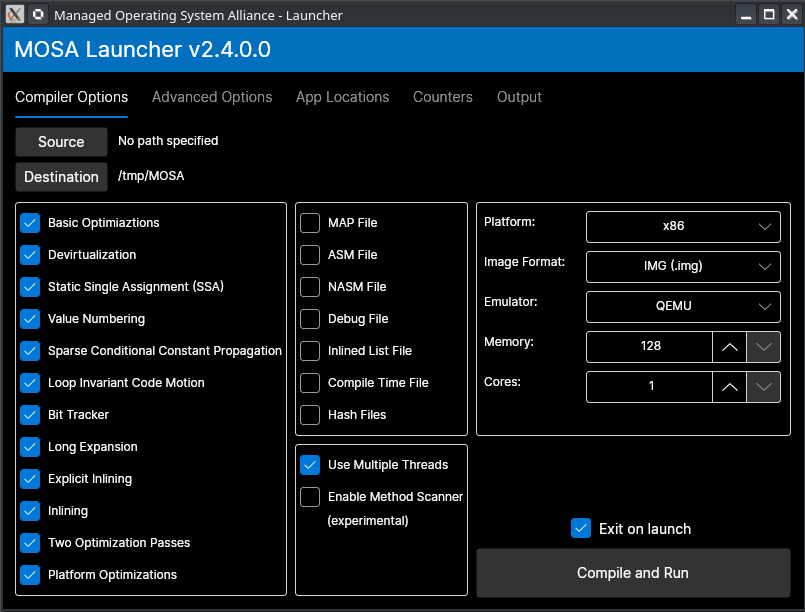 Managed Operating System Alliance - Launcher
MOSA Launcher v2.4.0.0
Compiler Options Advanced Options App Locations Counters Output
Source No path specified
Destination /tmp/MOSA
Basic Optimiaztions
Devirtualization
Static Single Assignment (SSA)
Value Numbering
Sparse Conditional Constant Propagation
Loop Invariant Code Motion
Bit Tracker
Long Expansion
Explicit Inlining
Inlining
Two Optimization Passes
Platform Optimizations
MAP File
ASM File
NASM File
Debug File
Inlined List File
Compile Time File
Hash Files
Use Multiple Threads
Enable Method Scanner
(experimental)
Platform: x86
Image Format: IMG (.img)
Emulator: QEMU
Memory: 128
Cores: 1
Exit on launch
Compile and Run